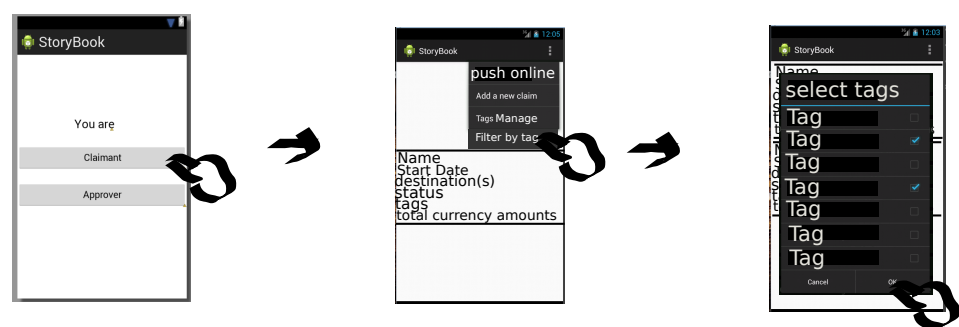 StoryBook
You are
Claimant
Approver
12:05
StoryBook
push online
Add a new claim
Tags Manage
Filter by tag
Name
Start Date
destination(s)
status
tags
total currency amounts
12:03
StoryBook
Name
select tags
Tag
Tag
Tag
Tag
Tag
Tag
Tag
Cancel
OK